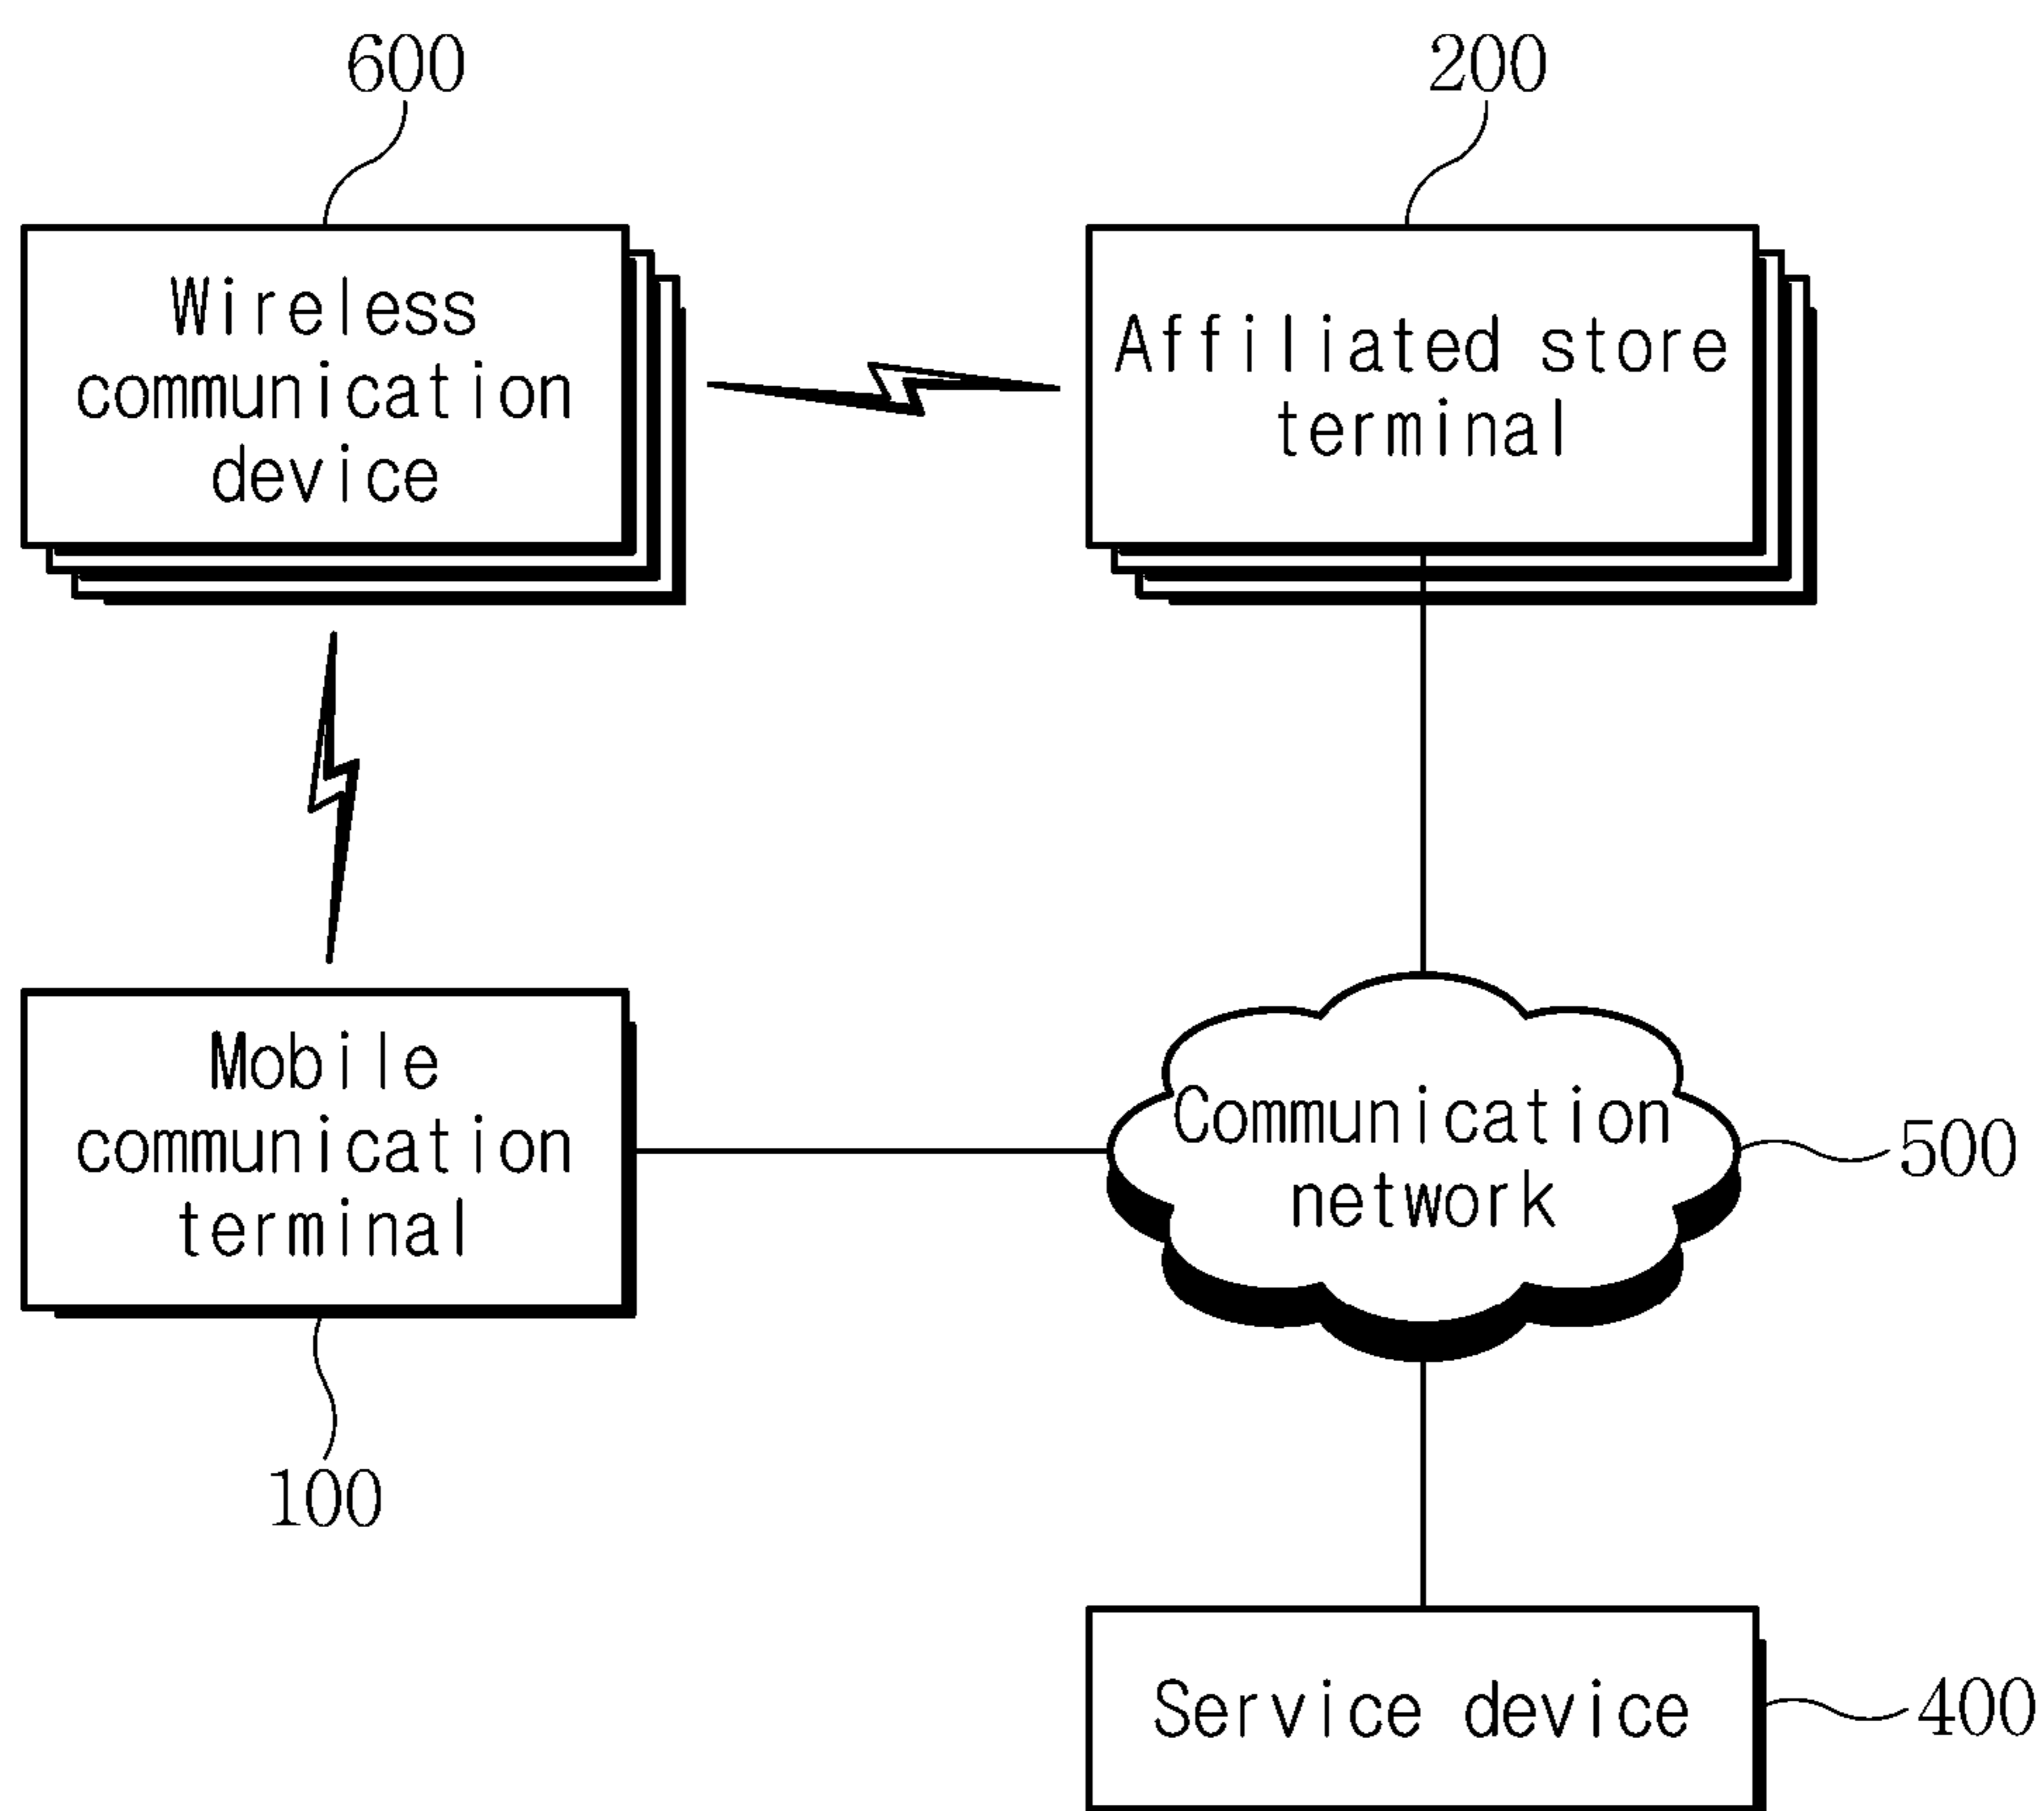 600
200
Wireless
communication
device
Affiliated store
terminal
Mobile
communication
terminal
Communication
network
500
100
Service device
400